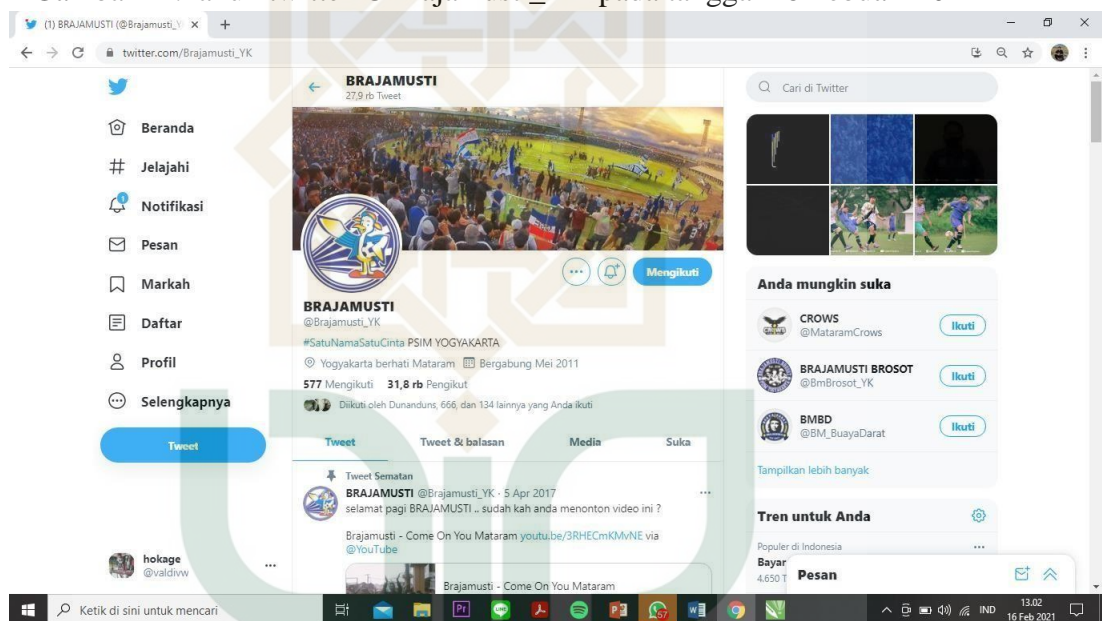 (1) BRAJAMUSTI (@Brajamusti_Y
twitter.com/Brajamusti_YK
BRAJAMUSTI
27,9 rb Tweet
Cari di Twitter
Beranda
Jelajahi
Notifikasi
Pesan
Markah
Daftar
Profil
Selengkapnya
Tweet
hokage
@valdivw
Mengikuti
BRAJAMUSTI
@Brajamusti_YK
#SatuNamaSatuCinta PSIM YOGYAKARTA
Yogyakarta berhati Mataram Bergabung Mei 2011
577 Mengikuti 31,8 rb Pengikut
Diikuti oleh Dunanduns, 666, dan 134 lainnya yang Anda ikuti
Tweet Tweet & balasan Media Suka
Tweet Sematan
BRAJAMUSTI @Brajamusti_YK · 5 Apr 2017
selamat pagi BRAJAMUSTI .. sudah kah anda menonton video ini ?
Brajamusti - Come On You Mataram youtu.be/3RHECmKMvNE via
@YouTube
Brajamusti - Come On You Mataram
Anda mungkin suka
CROWS
@MataramCrows
Ikuti
BRAJAMUSTI BROSOT
@BmBrosot_YK
Ikuti
BMBD
@BM_BuayaDarat
Ikuti
Tampilkan lebih banyak
Tren untuk Anda
Populer di Indonesia
Bayar
4.650 T
Pesan
Ketik di sini untuk mencari
67
IND
13.02
16 Feb 2021